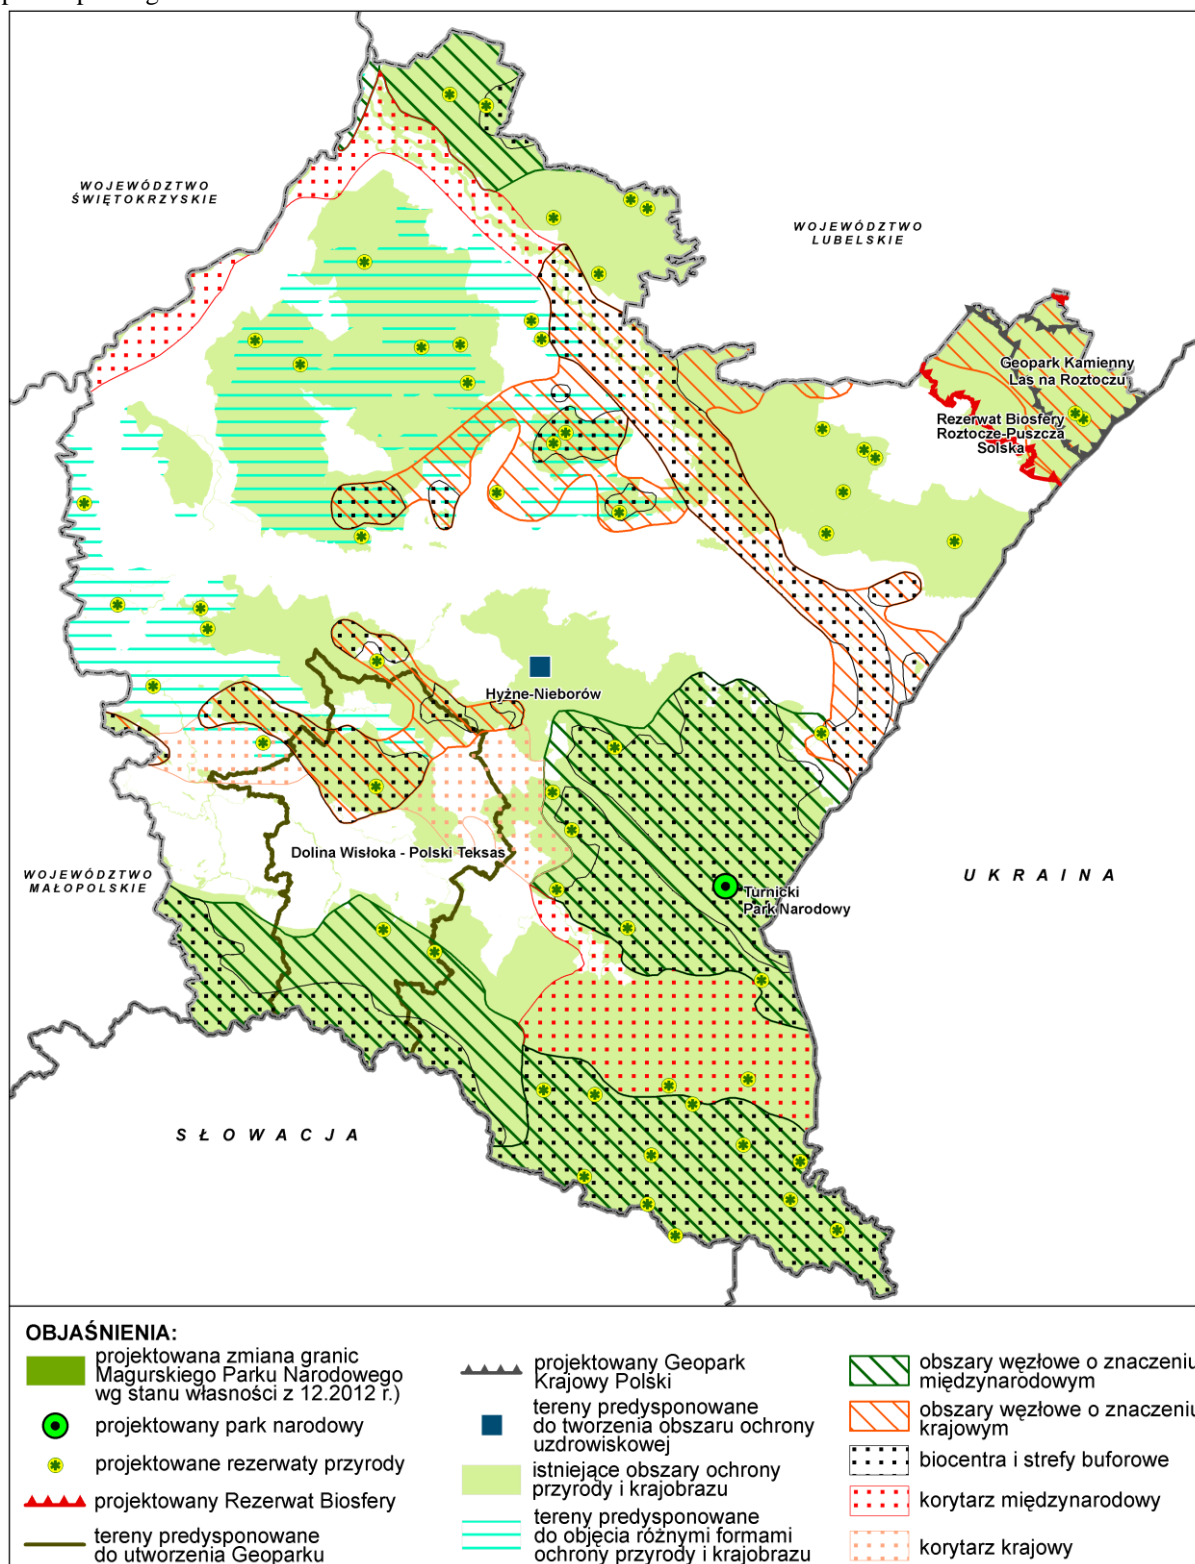 WOJEWÓDZTWO
ŚWIĘTOKRZYSKIE
WOJEWÓDZTWO
LUBELSKIE
Geopark Kamienny
Las na Roztoczu
Rezerwat Biosfery
Roztocze-Puszcza
Solska
Hyżne-Nieborów
Dolina Wisłoka - Polski Teksas
WOJEWÓDZTWO
MAŁOPOLSKIE
UKRAINA
Turnicki
Park Narodowy
SŁOWACJA
OBJAŚNIENIA:
projektowana zmiana granic
Magurskiego Parku Narodowego
wg stanu własności z 12.2012 r.)
projektowany park narodowy
projektowane rezerwaty przyrody
projektowany Rezerwat Biosfery
tereny predysponowane
do utworzenia Geoparku
projektowany Geopark
Krajowy Polski
tereny predysponowane
do tworzenia obszaru ochrony
uzdrowiskowej
istniejące obszary ochrony
przyrody i krajobrazu
tereny predysponowane
do objęcia różnymi formami
ochrony przyrody i krajobrazu
obszary węzłowe o znaczeniu
międzynarodowym
obszary węzłowe o znaczeniu
krajowym
biocentra i strefy buforowe
korytarz międzynarodowy
korytarz krajowy